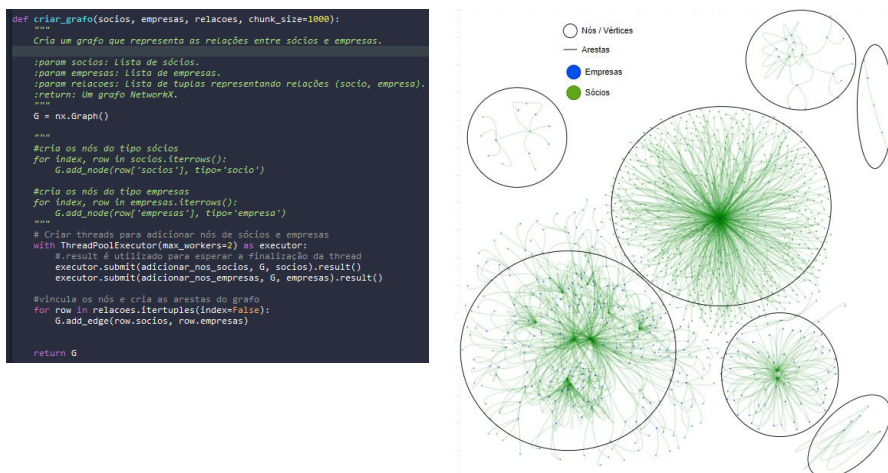 def criar_grafo(socios, empresas, relacoes, chunk_size=1000):
"""
Cria um grafo que representa as relações entre sócios e empresas.
:param socios: Lista de sócios.
:param empresas: Lista de empresas.
:param relacoes: Lista de tuplas representando relações (socio, empresa).
:return: Um grafo NetworkX.
"""
G = nx.Graph()
"""
#cria os nós do tipo sócios
for index, row in socios.iterrows():
G.add_node(row['socios'], tipo='socio')
#cria os nós do tipo empresas
for index, row in empresas.iterrows():
G.add_node(row['empresas'], tipo='empresa')
"""
# Criar threads para adicionar nós de sócios e empresas
with ThreadPoolExecutor(max_workers=2) as executor:
#.result é utilizado para esperar a finalização da thread
executor.submit(adicionar_nos_socios, G, socios).result()
executor.submit(adicionar_nos_empresas, G, empresas).result()
#vincula os nós e cria as arestas do grafo
for row in relacoes.itertuples(index=False):
G.add_edge(row.socios, row.empresas)
return G
Nós / Vértices
Arestas
Empresas
Sócios